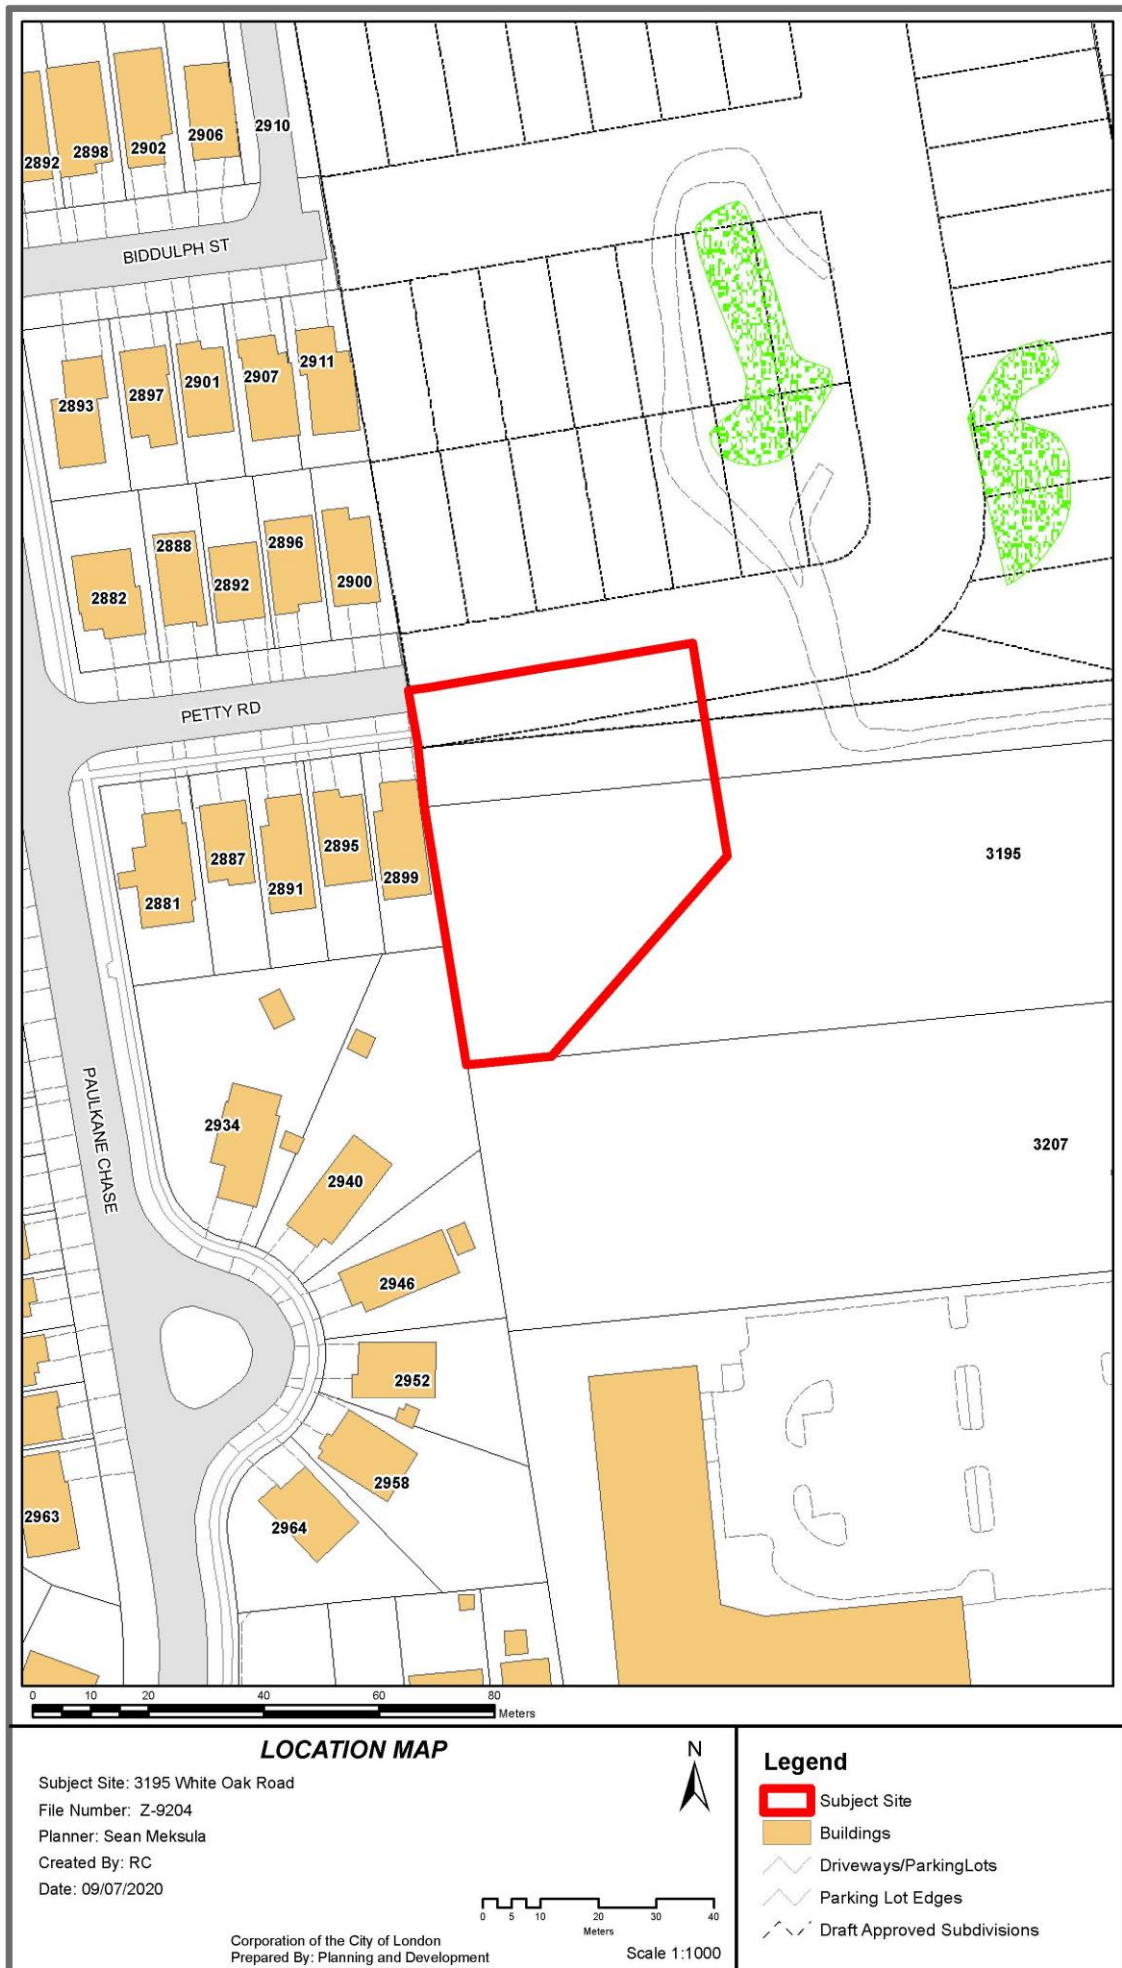 2892
2898
2902
2906
2910
BIDDULPH ST
2893
2897
2901
2907
2911
2882
2888
2892
2896
2900
PETTY RD
2881
2887
2891
2895
2899
3195
PAULKANE CHASE
2934
2940
3207
2946
2952
2958
2963
2964
0 10 20 40 60 80
Meters
LOCATION MAP
Subject Site: 3195 White Oak Road
File Number: Z-9204
Planner: Sean Meksula
Created By: RC
Date: 09/07/2020
Corporation of the City of London
Prepared By: Planning and Development
N
0 5 10 20 30 40
Meters
Scale 1:1000
Legend
Subject Site
Buildings
Driveways/ParkingLots
Parking Lot Edges
Draft Approved Subdivisions